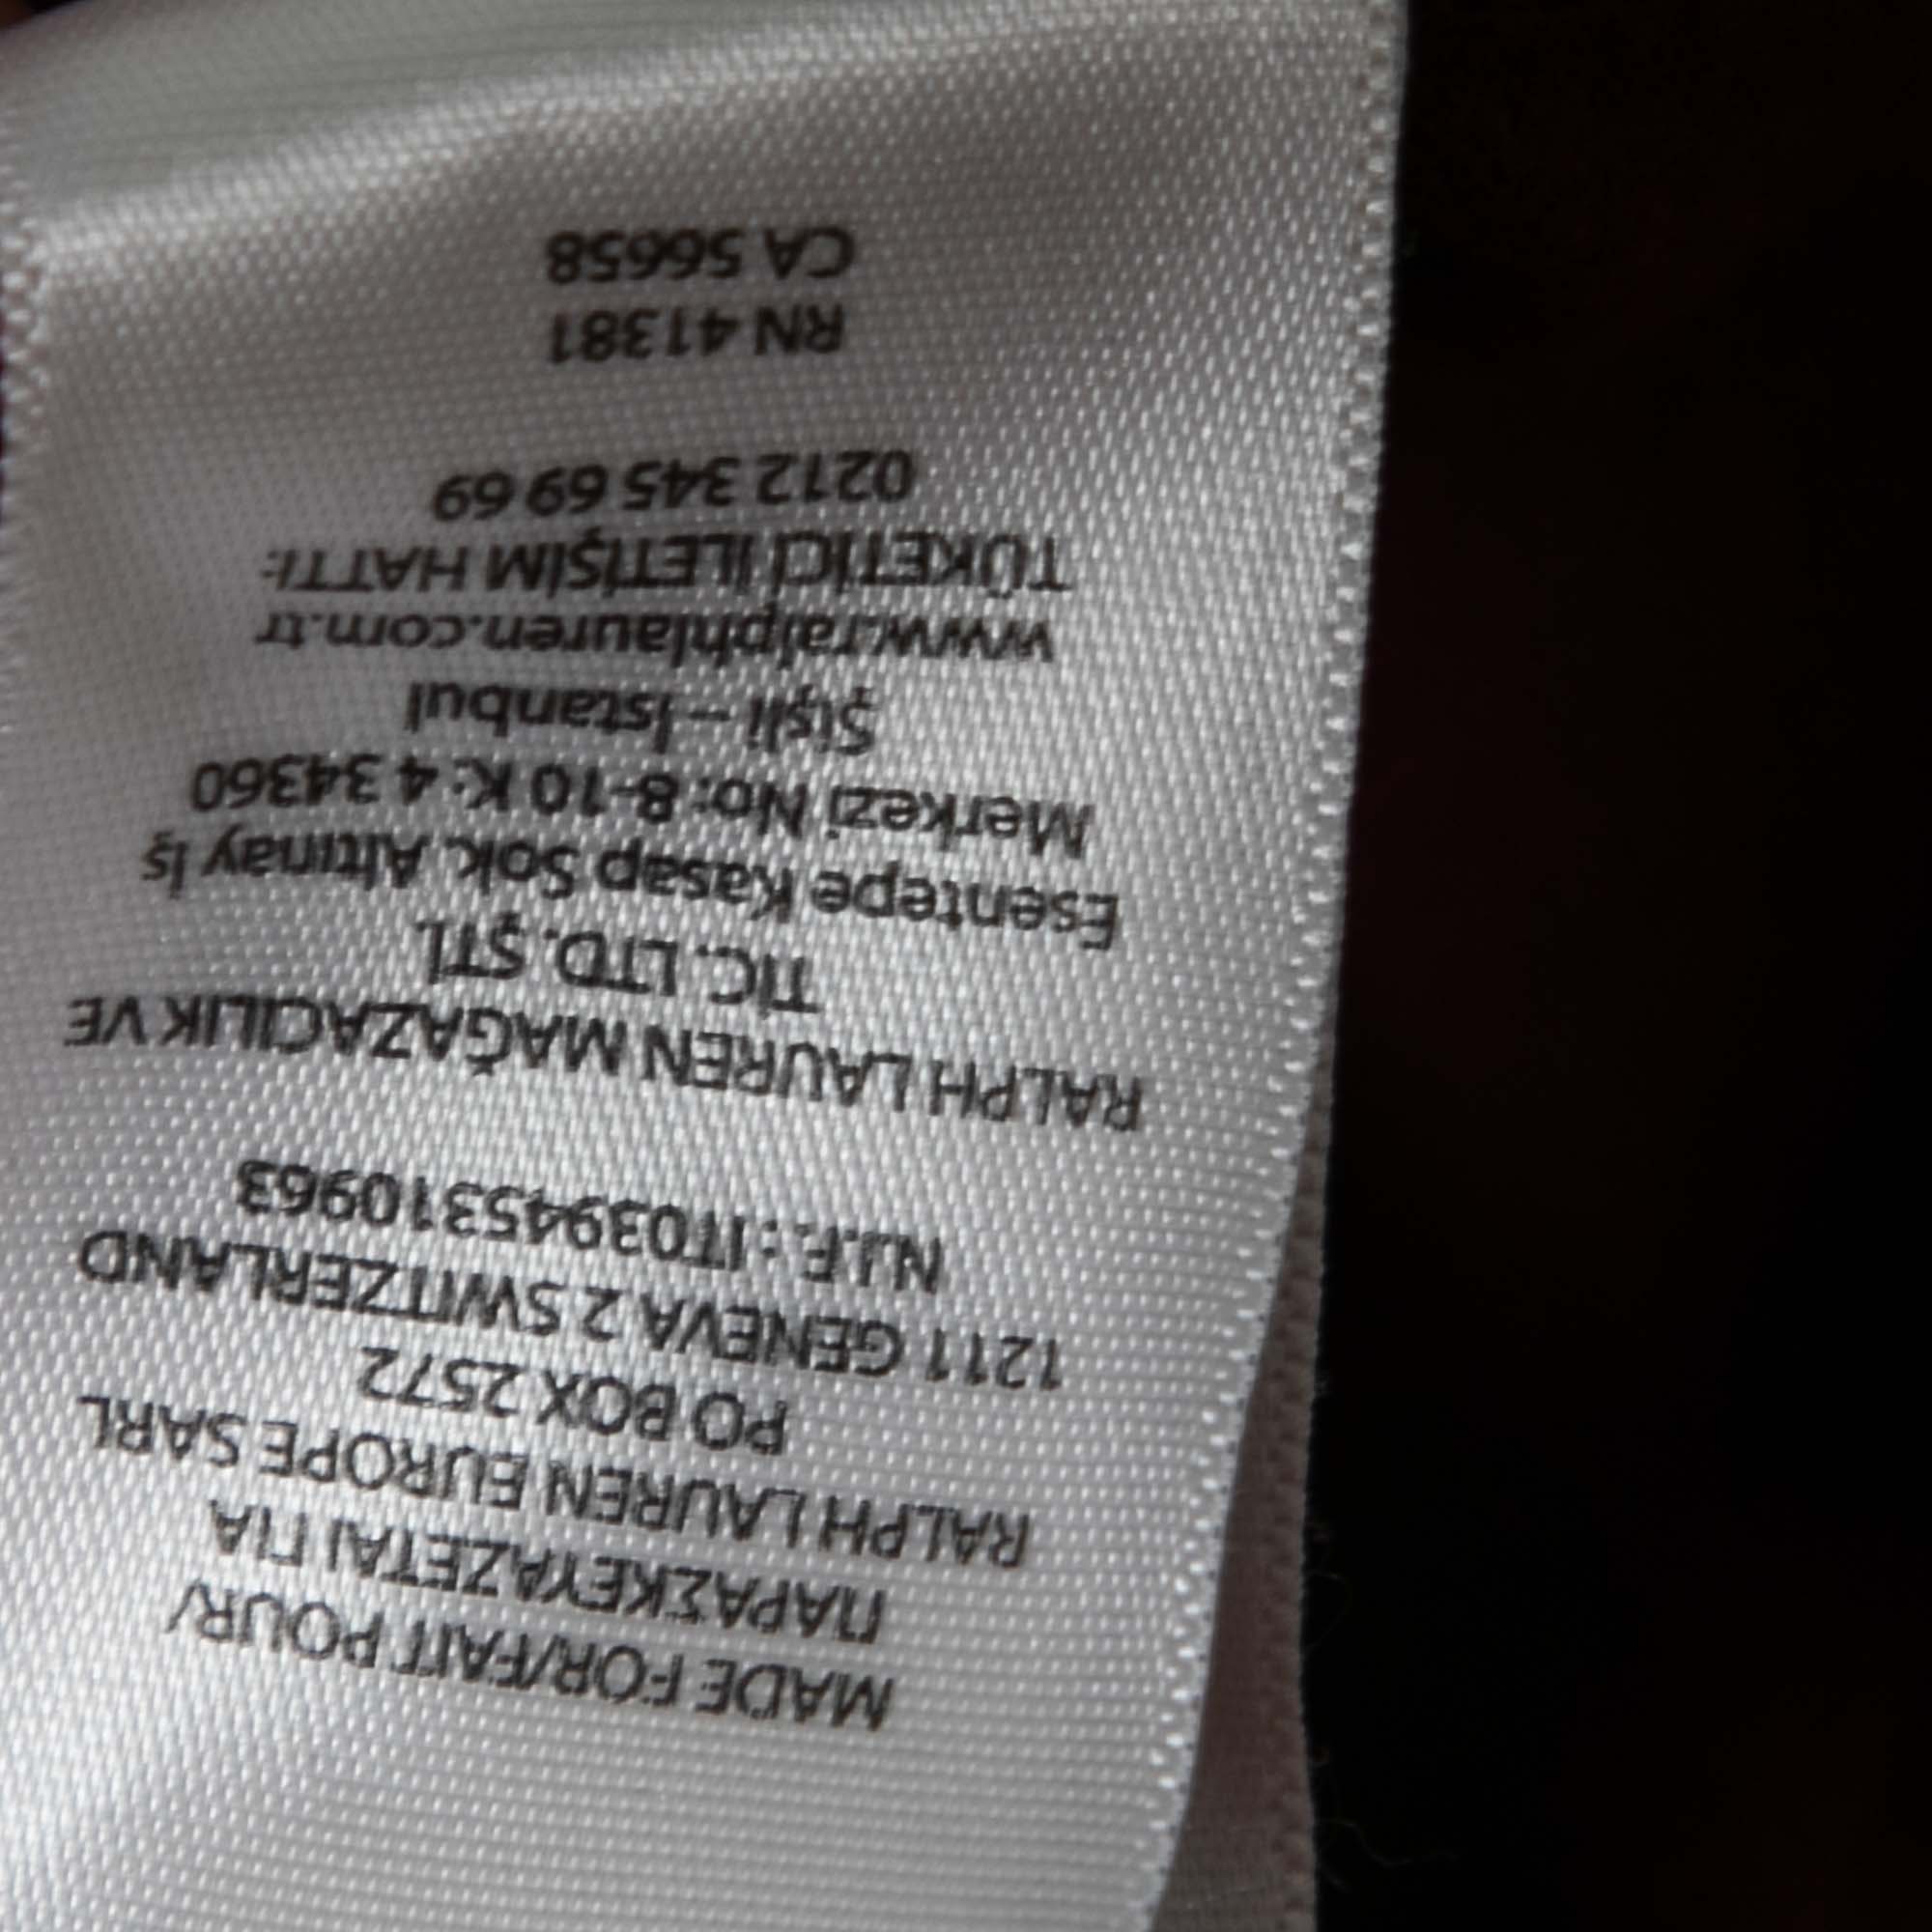 MADE FOR/FAIT POUR/
ΠΑΡΑΣΚΕΥΑΖΕΤΑΙ ΓΙΑ
RALPH LAUREN EUROPE SARL
PO BOX 2572
1211 GENEVA 2 SWITZERLAND
N.I.F. : IT03945310963
RALPH LAUREN MAĞAZACILIK VE
TİC. LTD. ŞTİ.
Esentepe Kasap Sok. Altınay İş
Merkezi No: 8-10 K: 4 34360
Şişli – İstanbul
www.ralphlauren.com.tr
TÜKETİCİ İLETİŞİM HATTI:
0212 345 69 69
RN 41381
CA 56658